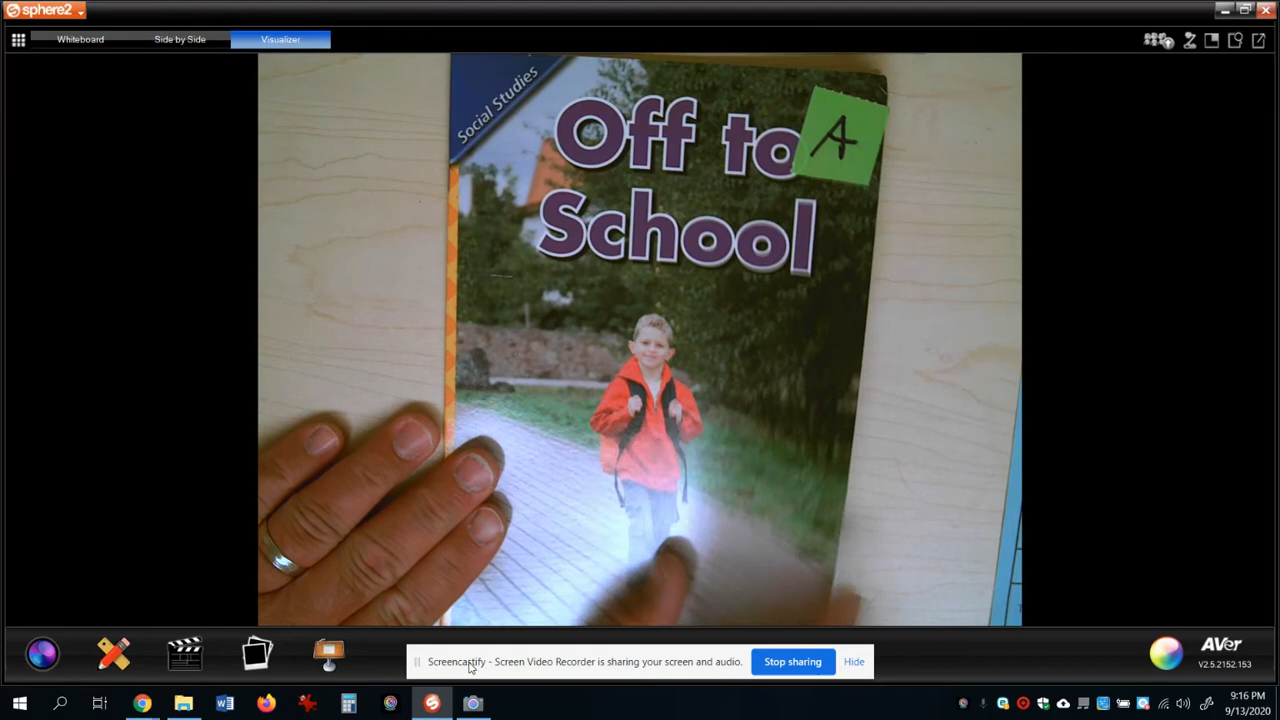 sphere2
Whiteboard
Side by Side
Visualizer
Social Studies
Off to
A
School
Screencastify - Screen Video Recorder is sharing your screen and audio.
Stop sharing
Hide
AVer
V2.5.2152.153
9:16 PM
9/13/2020